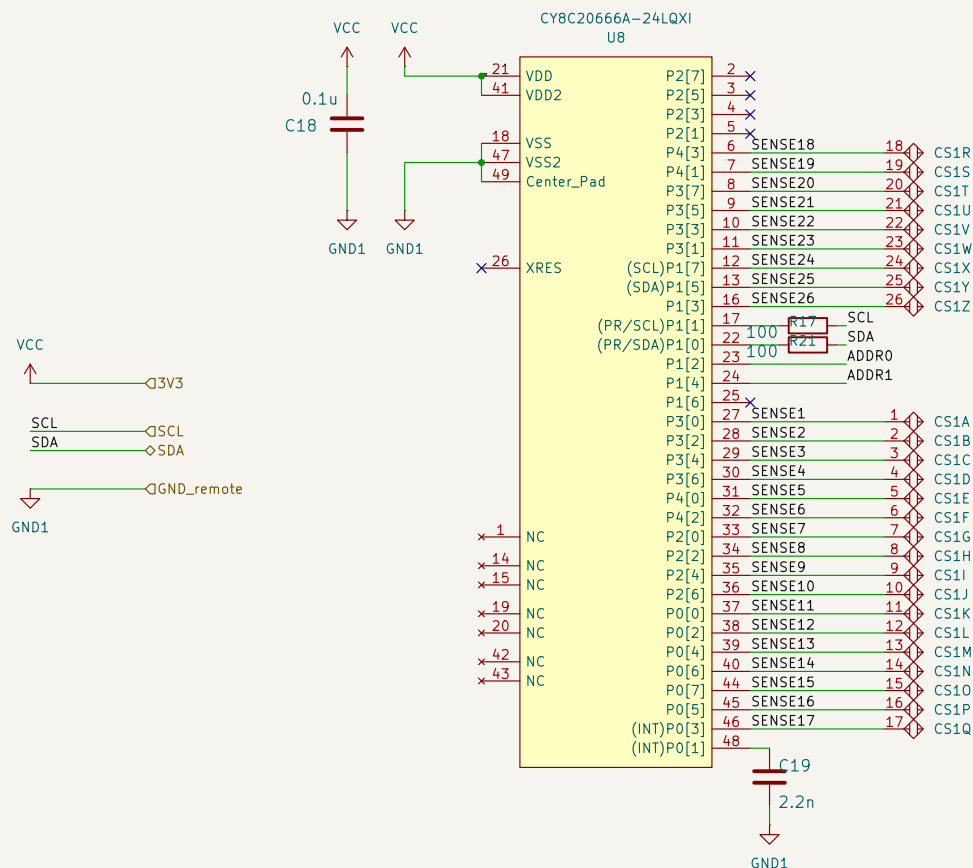 CY8C20666A-24LQXI
U8
VCC
VCC
0.1u
C18
GND1
GND1
21 VDD
41 VDD2
18 VSS
47 VSS2
49 Center_Pad
26 XRES
1 NC
14 NC
15 NC
19 NC
20 NC
42 NC
43 NC
VCC
3V3
SCL SCL
SDA SDA
GND_remote
GND1
P2[7] 2
P2[5] 3
P2[3] 4
P2[1] 5
P4[3] 6 SENSE18 18 CS1R
P4[1] 7 SENSE19 19 CS1S
P3[7] 8 SENSE20 20 CS1T
P3[5] 9 SENSE21 21 CS1U
P3[3] 10 SENSE22 22 CS1V
P3[1] 11 SENSE23 23 CS1W
(SCL)P1[7] 12 SENSE24 24 CS1X
(SDA)P1[5] 13 SENSE25 25 CS1Y
P1[3] 16 SENSE26 26 CS1Z
(PR/SCL)P1[1] 17 100 R17 SCL
(PR/SDA)P1[0] 22 100 R21 SDA
P1[2] 23 ADDR0
P1[4] 24 ADDR1
P1[6] 25
P3[0] 27 SENSE1 1 CS1A
P3[2] 28 SENSE2 2 CS1B
P3[4] 29 SENSE3 3 CS1C
P3[6] 30 SENSE4 4 CS1D
P4[0] 31 SENSE5 5 CS1E
P4[2] 32 SENSE6 6 CS1F
P2[0] 33 SENSE7 7 CS1G
P2[2] 34 SENSE8 8 CS1H
P2[4] 35 SENSE9 9 CS1I
P2[6] 36 SENSE10 10 CS1J
P0[0] 37 SENSE11 11 CS1K
P0[2] 38 SENSE12 12 CS1L
P0[4] 39 SENSE13 13 CS1M
P0[6] 40 SENSE14 14 CS1N
P0[7] 44 SENSE15 15 CS1O
P0[5] 45 SENSE16 16 CS1P
(INT)P0[3] 46 SENSE17 17 CS1Q
(INT)P0[1] 48
C19
2.2n
GND1